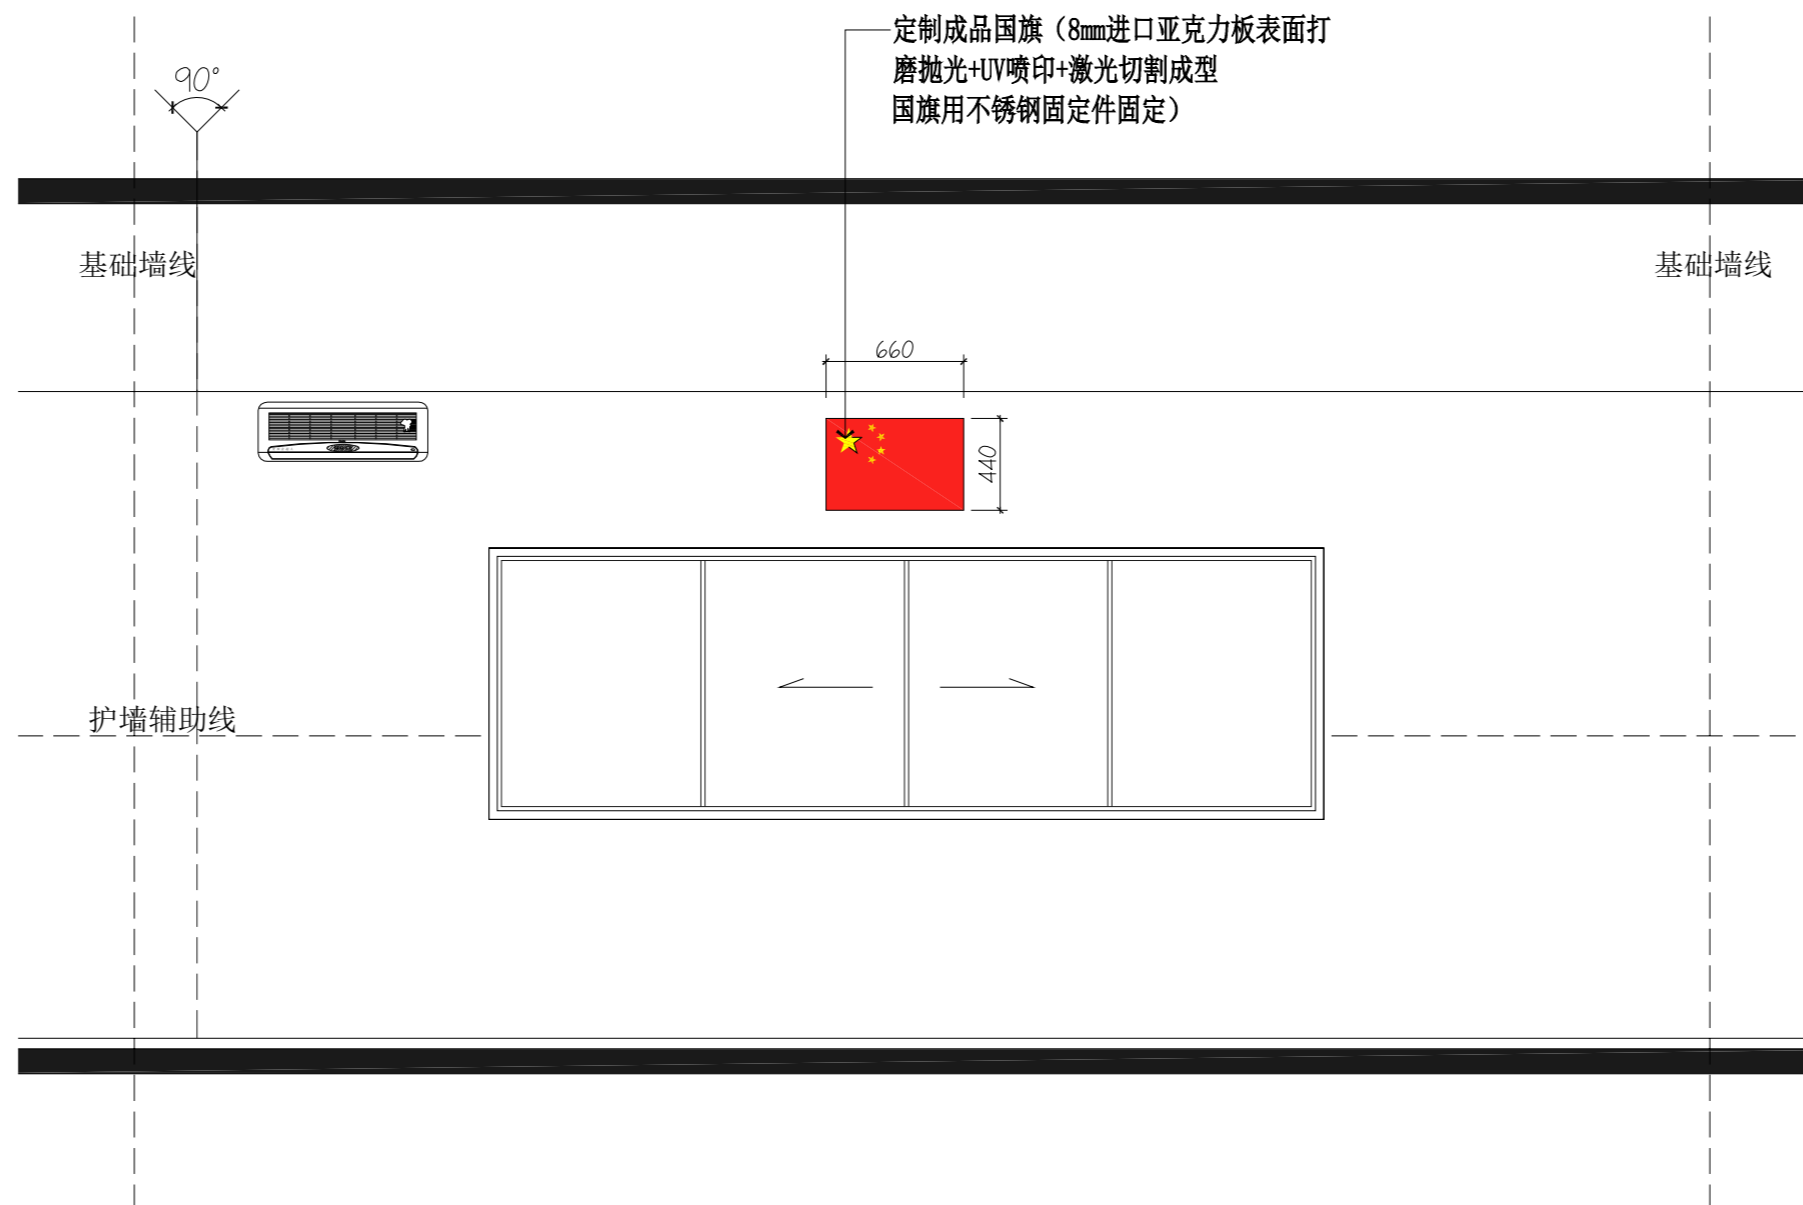 定制成品国旗（8mm进口亚克力板表面打
磨抛光+UV喷印+激光切割成型
国旗用不锈钢固定件固定）
90°
基础墙线
基础墙线
660
440
护墙辅助线